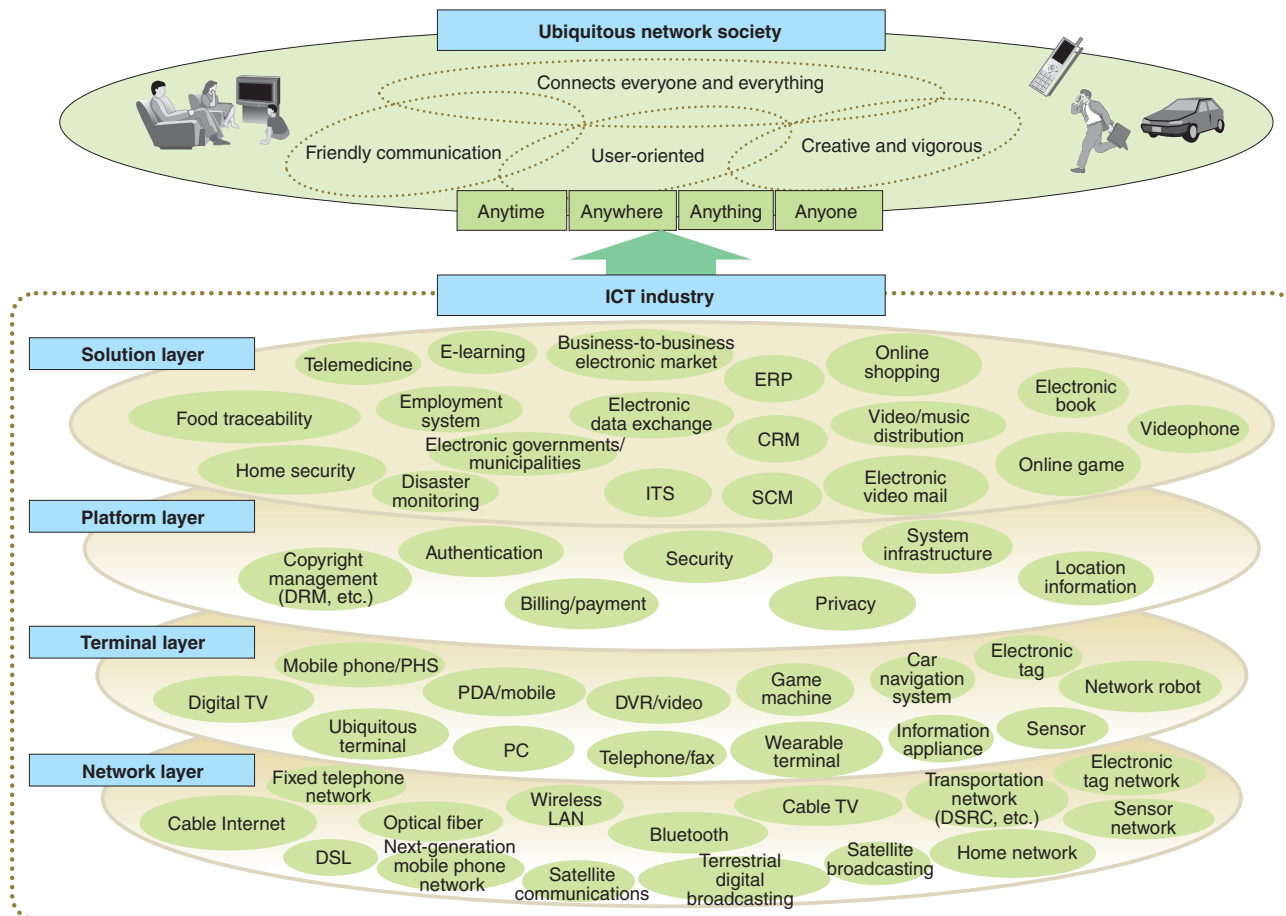 Ubiquitous network society
Connects everyone and everything
Friendly communication
User-oriented
Creative and vigorous
Anytime
Anywhere
Anything
Anyone
ICT industry
Solution layer
Telemedicine
E-learning
Business-to-business
electronic market
ERP
Online
shopping
Electronic
book
Food traceability
Employment
system
Electronic
data exchange
CRM
Video/music
distribution
Videophone
Home security
Electronic governments/
municipalities
Disaster
monitoring
ITS
SCM
Electronic
video mail
Online game
Platform layer
Copyright
management
(DRM, etc.)
Authentication
Security
System
infrastructure
Location
information
Billing/payment
Privacy
Terminal layer
Mobile phone/PHS
Digital TV
PDA/mobile
DVR/video
Game
machine
Car
navigation
system
Electronic
tag
Network robot
Ubiquitous
terminal
PC
Telephone/fax
Wearable
terminal
Information
appliance
Sensor
Network layer
Fixed telephone
network
Cable Internet
Optical fiber
Wireless
LAN
Bluetooth
Cable TV
Transportation
network
(DSRC, etc.)
Electronic
tag network
Sensor
network
DSL
Next-generation
mobile phone
network
Satellite
communications
Terrestrial
digital
broadcasting
Satellite
broadcasting
Home network